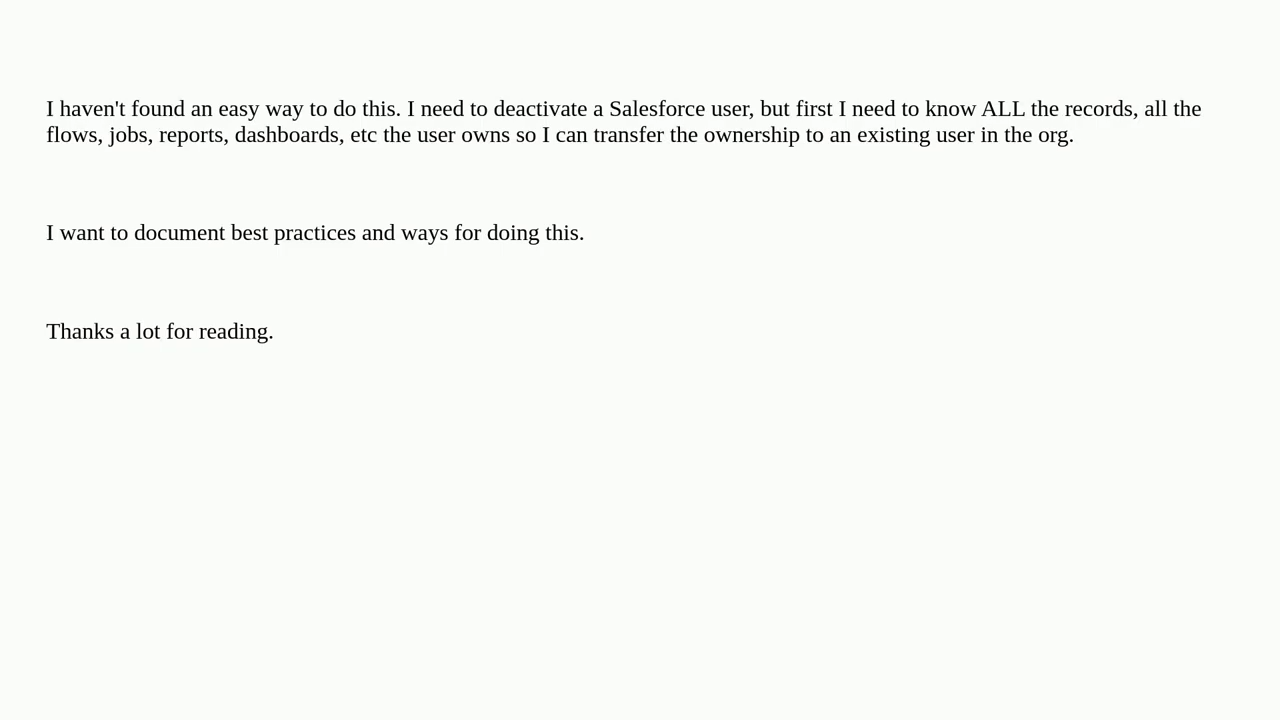 I haven't found an easy way to do this. I need to deactivate a Salesforce user, but first I need to know ALL the records, all the
flows, jobs, reports, dashboards, etc the user owns so I can transfer the ownership to an existing user in the org.
I want to document best practices and ways for doing this.
Thanks a lot for reading.